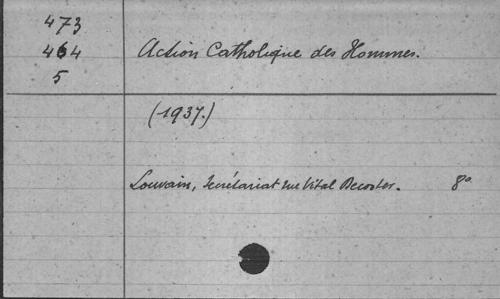 473
464
5
Action Catholique des Hommes.
(1937.)
Louvain, Secrétariat rue Vital Decoster. 8°